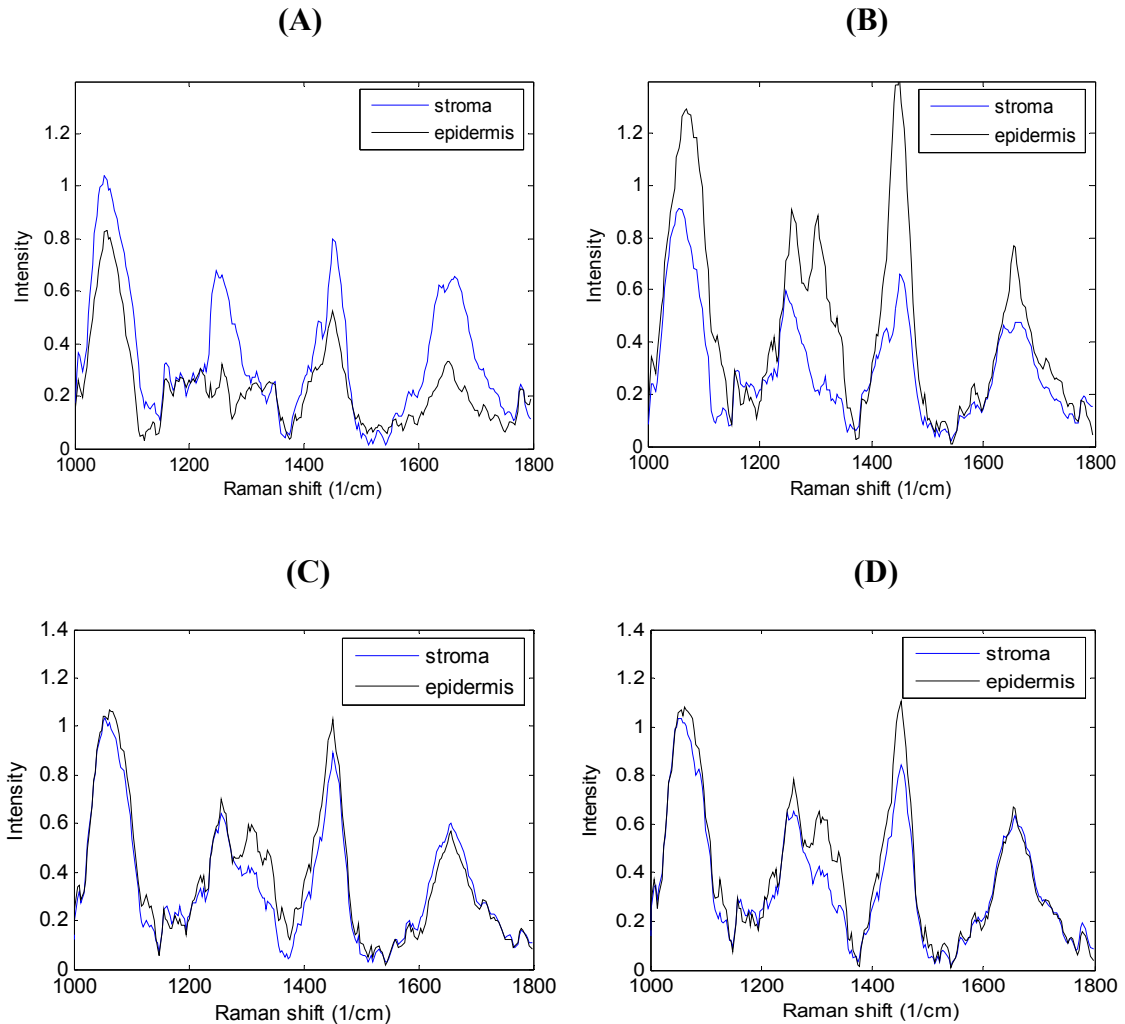 (A)
(B)
stroma
epidermis
1.2
1
0.8
0.6
0.4
0.2
0
Intensity
1000
1200
1400
1600
1800
Raman shift (1/cm)
stroma
epidermis
1.2
1
0.8
0.6
0.4
0.2
0
Intensity
1000
1200
1400
1600
1800
Raman shift (1/cm)
(C)
(D)
stroma
epidermis
1.4
1.2
1
0.8
0.6
0.4
0.2
0
Intensity
1000
1200
1400
1600
1800
Raman shift (1/cm)
stroma
epidermis
1.4
1.2
1
0.8
0.6
0.4
0.2
0
Intensity
1000
1200
1400
1600
1800
Raman shift (1/cm)